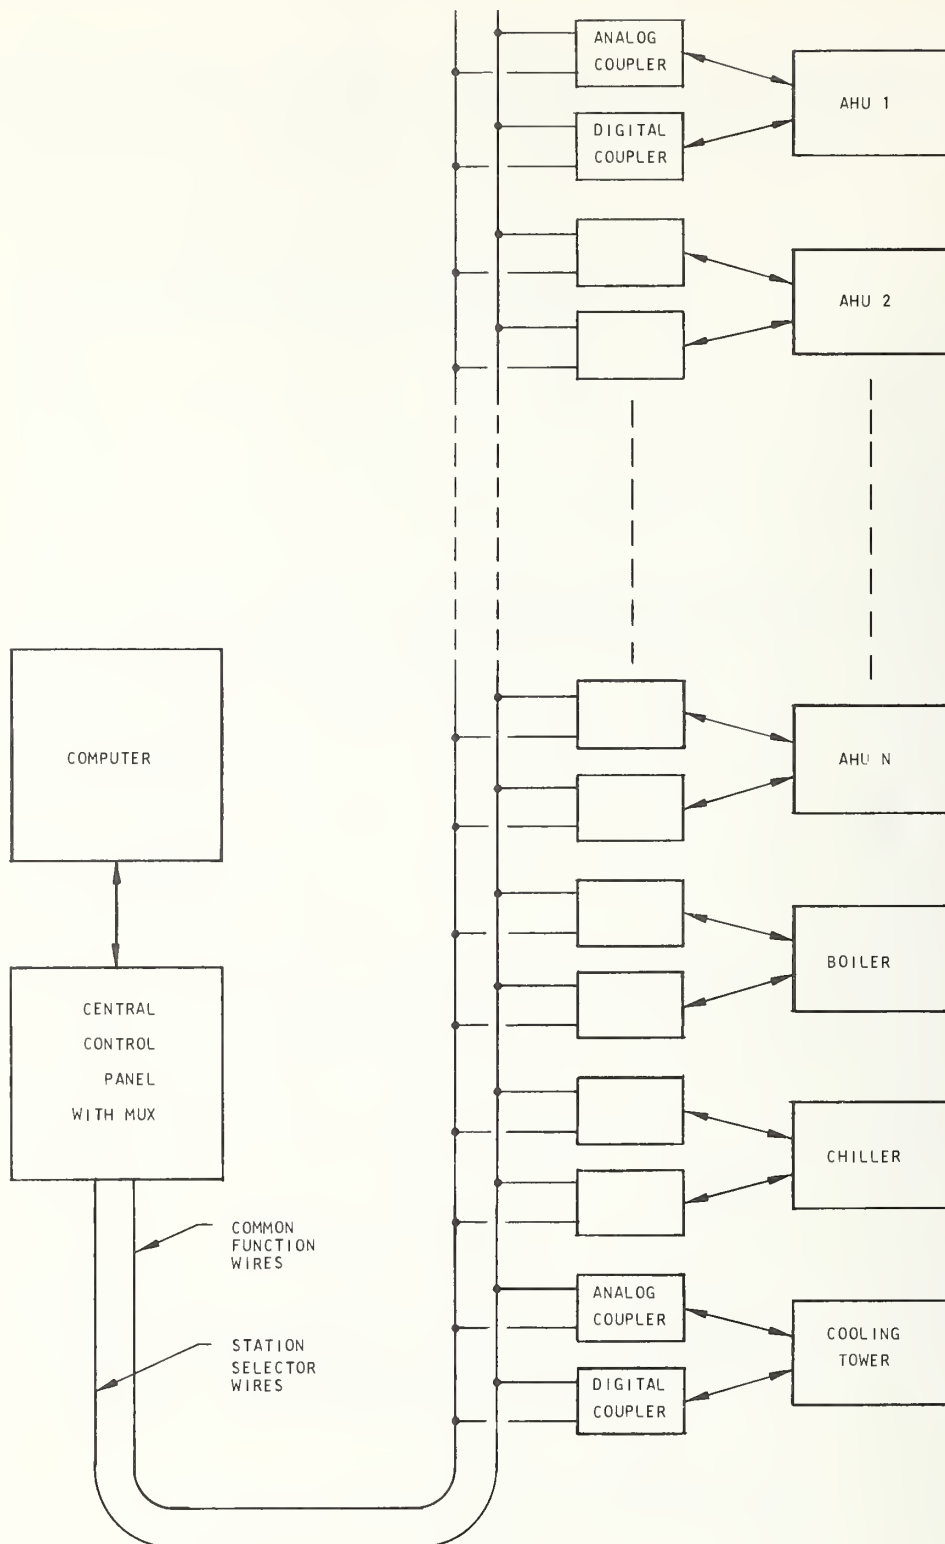 ANALOG
COUPLER
AHU 1
DIGITAL
COUPLER
AHU 2
COMPUTER
AHU N
CENTRAL
CONTROL
PANEL
WITH MUX
BOILER
CHILLER
COMMON
FUNCTION
WIRES
STATION
SELECTOR
WIRES
ANALOG
COUPLER
COOLING
TOWER
DIGITAL
COUPLER